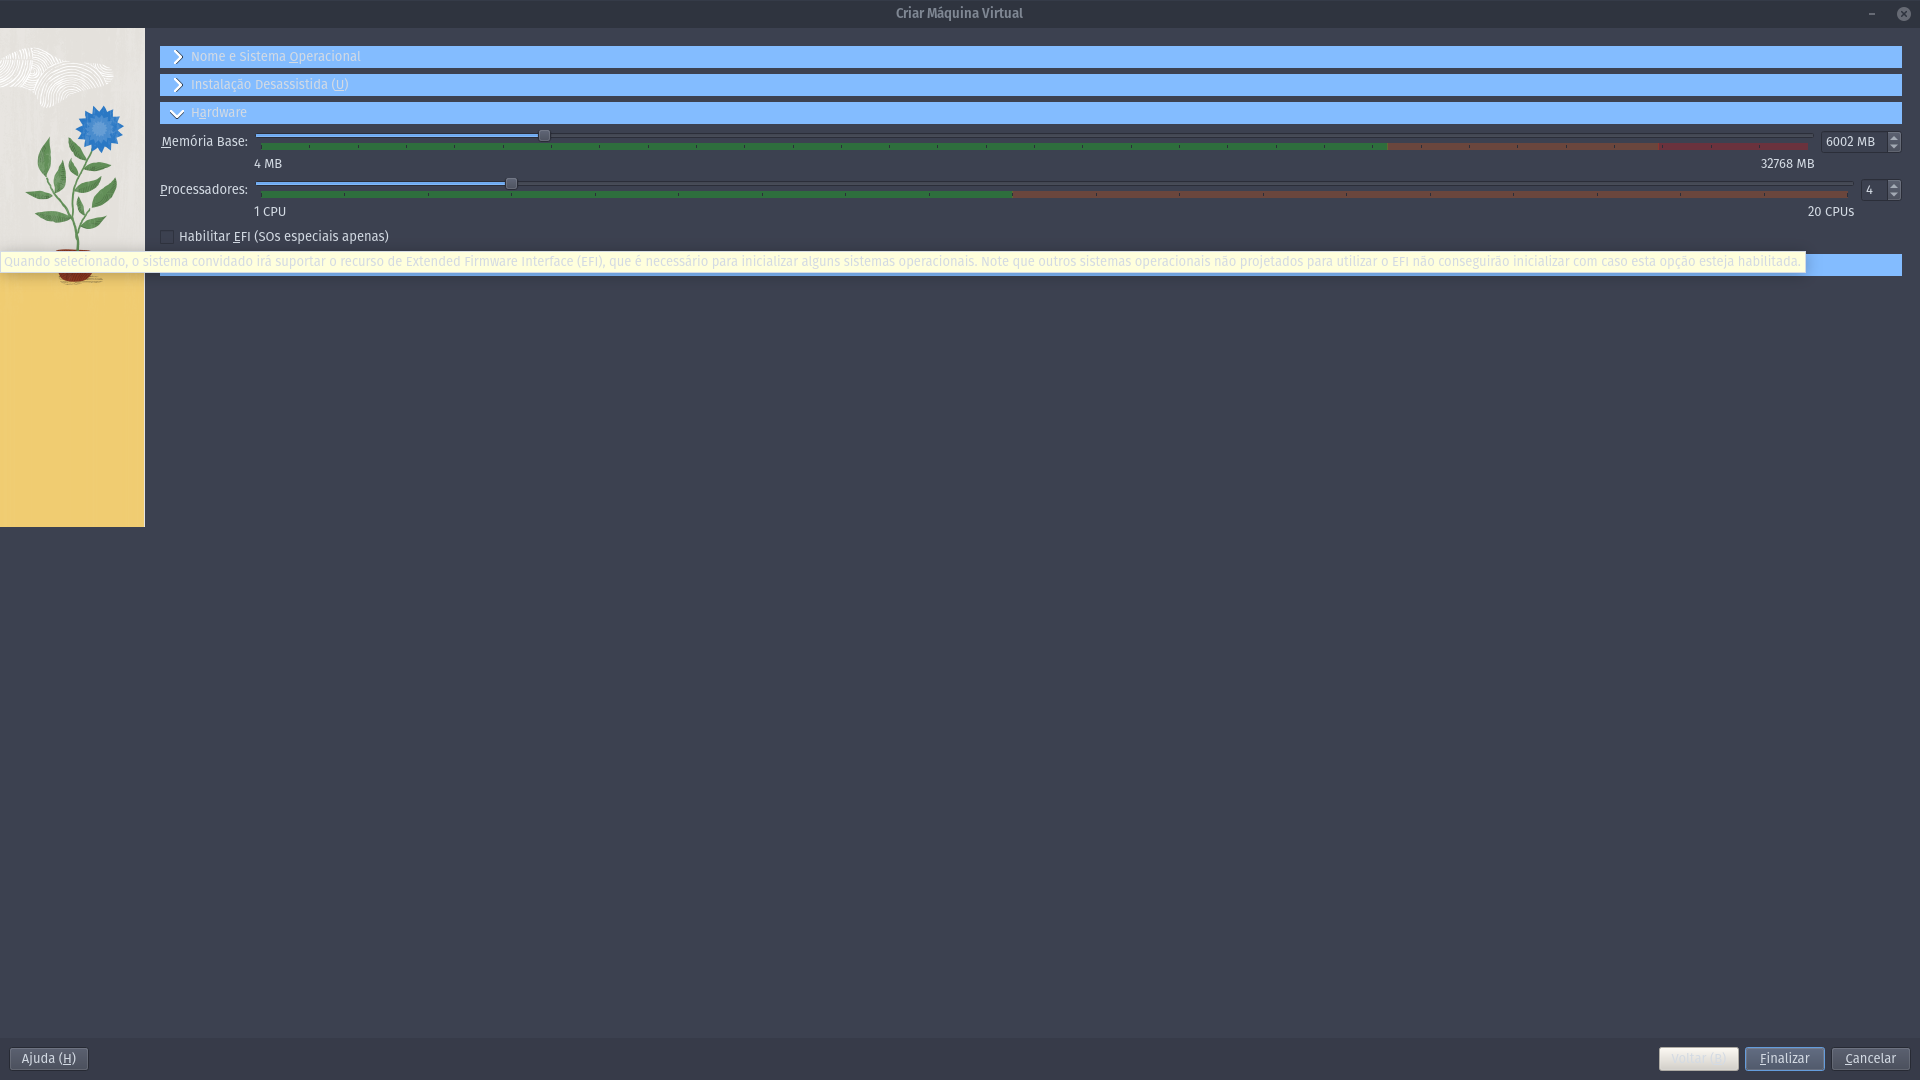 Criar Máquina Virtual
Nome e Sistema Operacional
Instalação Desassistida (U)
Hardware
Memória Base:
6002 MB
4 MB
32768 MB
Processadores:
4
1 CPU
20 CPUs
Habilitar EFI (SOs especiais apenas)
Quando selecionado, o sistema convidado irá suportar o recurso de Extended Firmware Interface (EFI), que é necessário para inicializar alguns sistemas operacionais. Note que outros sistemas operacionais não projetados para utilizar o EFI não conseguirão inicializar com caso esta opção esteja habilitada.
Ajuda (H)
Voltar (B)
Finalizar
Cancelar